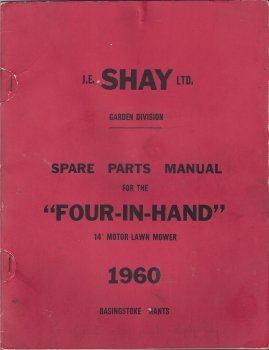 J.E. SHAY LTD.
GARDEN DIVISION
SPARE PARTS MANUAL
FOR THE
"FOUR-IN-HAND"
14" MOTOR LAWN MOWER
1960
BASINGSTOKE HANTS